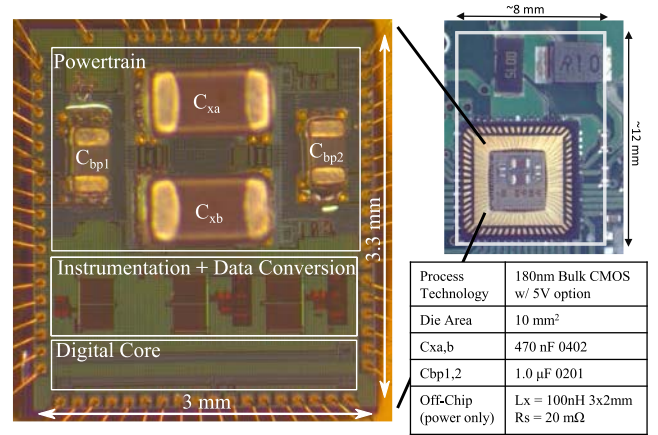 Powertrain
Cxa
Cbp1
Cbp2
Cxb
3.3 mm
Instrumentation + Data Conversion
Digital Core
3 mm
~8 mm
~12 mm
R10
Process Technology 180nm Bulk CMOS w/ 5V option
Die Area 10 mm²
Cxa,b 470 nF 0402
Cbp1,2 1.0 μF 0201
Off-Chip (power only) Lx = 100nH 3x2mm Rs = 20 mΩ